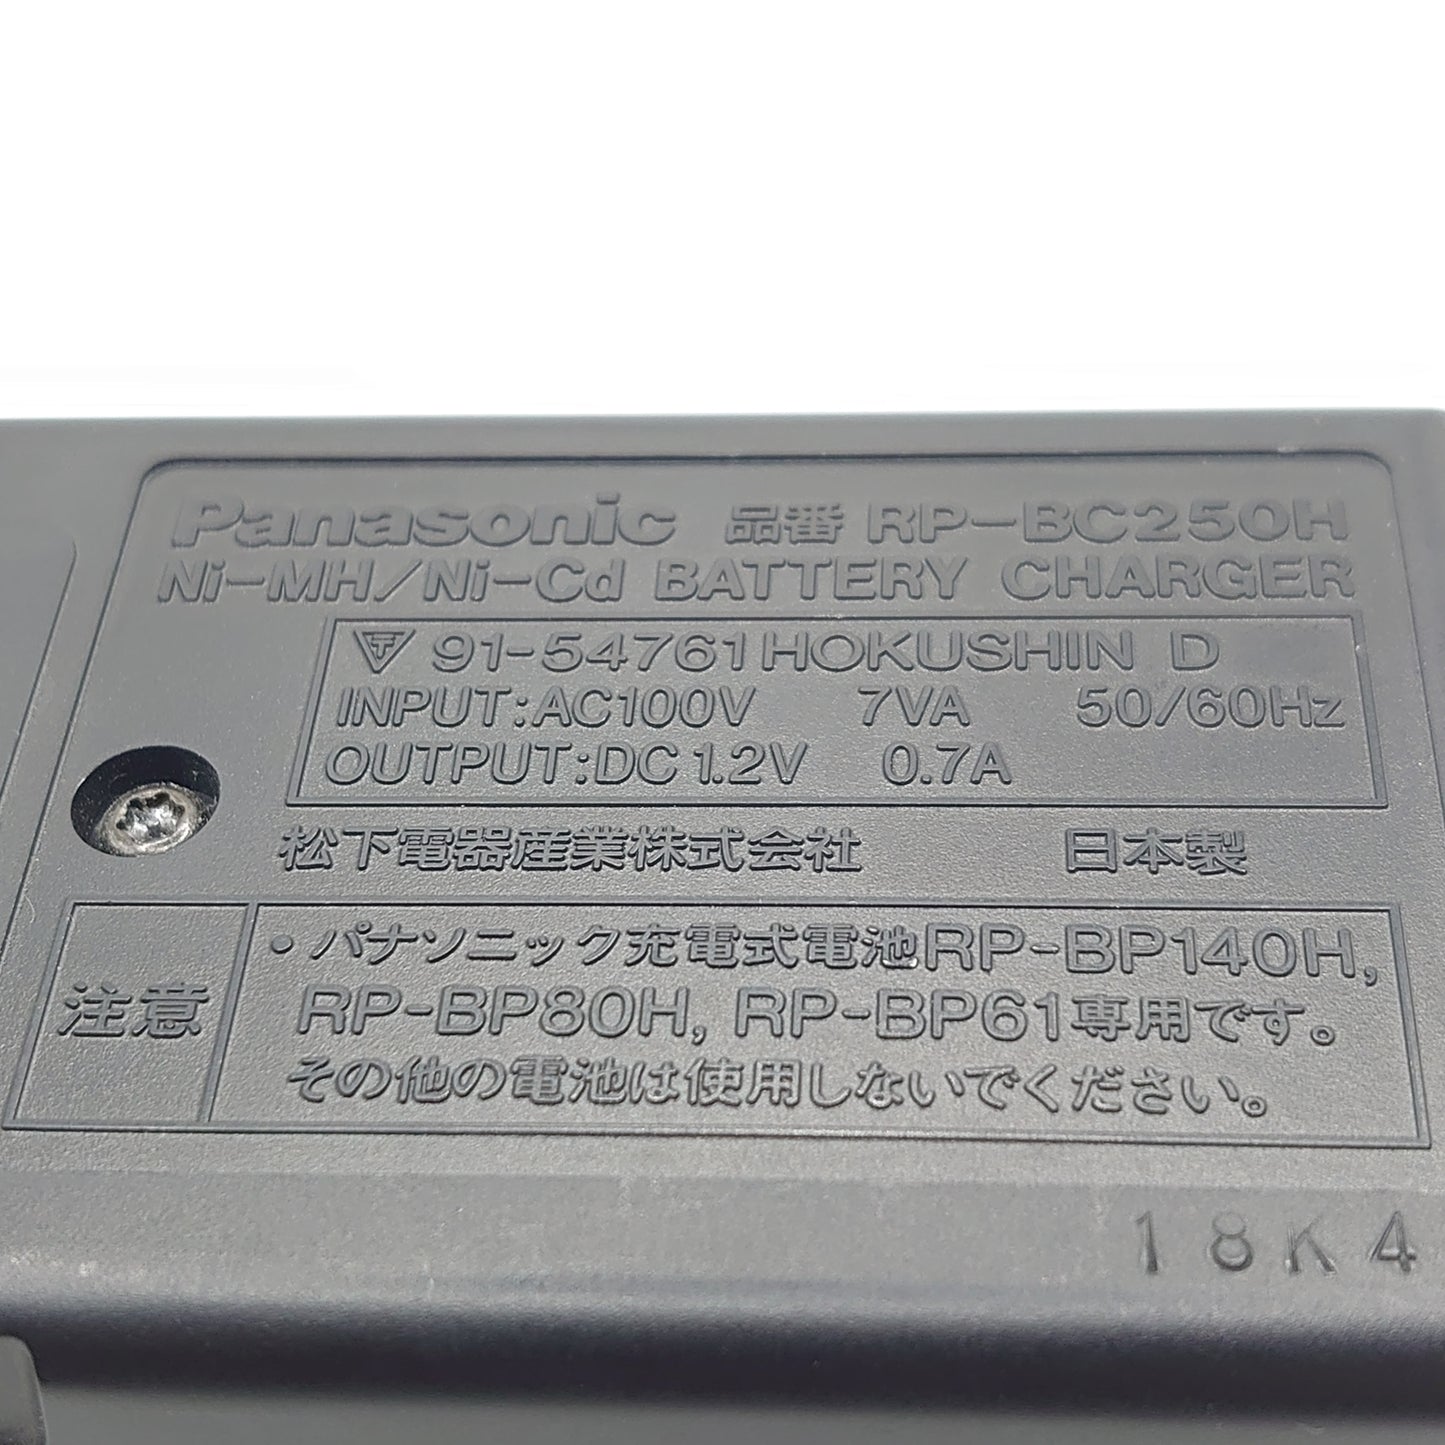 Panasonic 品番 RP-BC250H
Ni-MH/Ni-Cd BATTERY CHARGER
〒 91-54761 HOKUSHIN D
INPUT:AC100V 7VA 50/60Hz
OUTPUT:DC1.2V 0.7A
松下電器産業株式会社 日本製
注意
・パナソニック充電式電池RP-BP140H,
RP-BP80H, RP-BP61専用です。
その他の電池は使用しないでください。
18K4